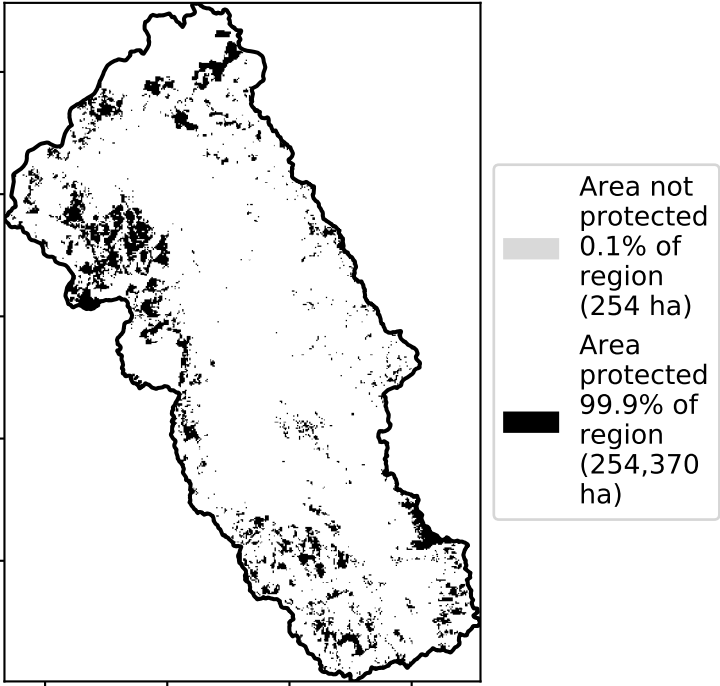 Area not
protected
0.1% of
region
(254 ha)
Area
protected
99.9% of
region
(254,370
ha)